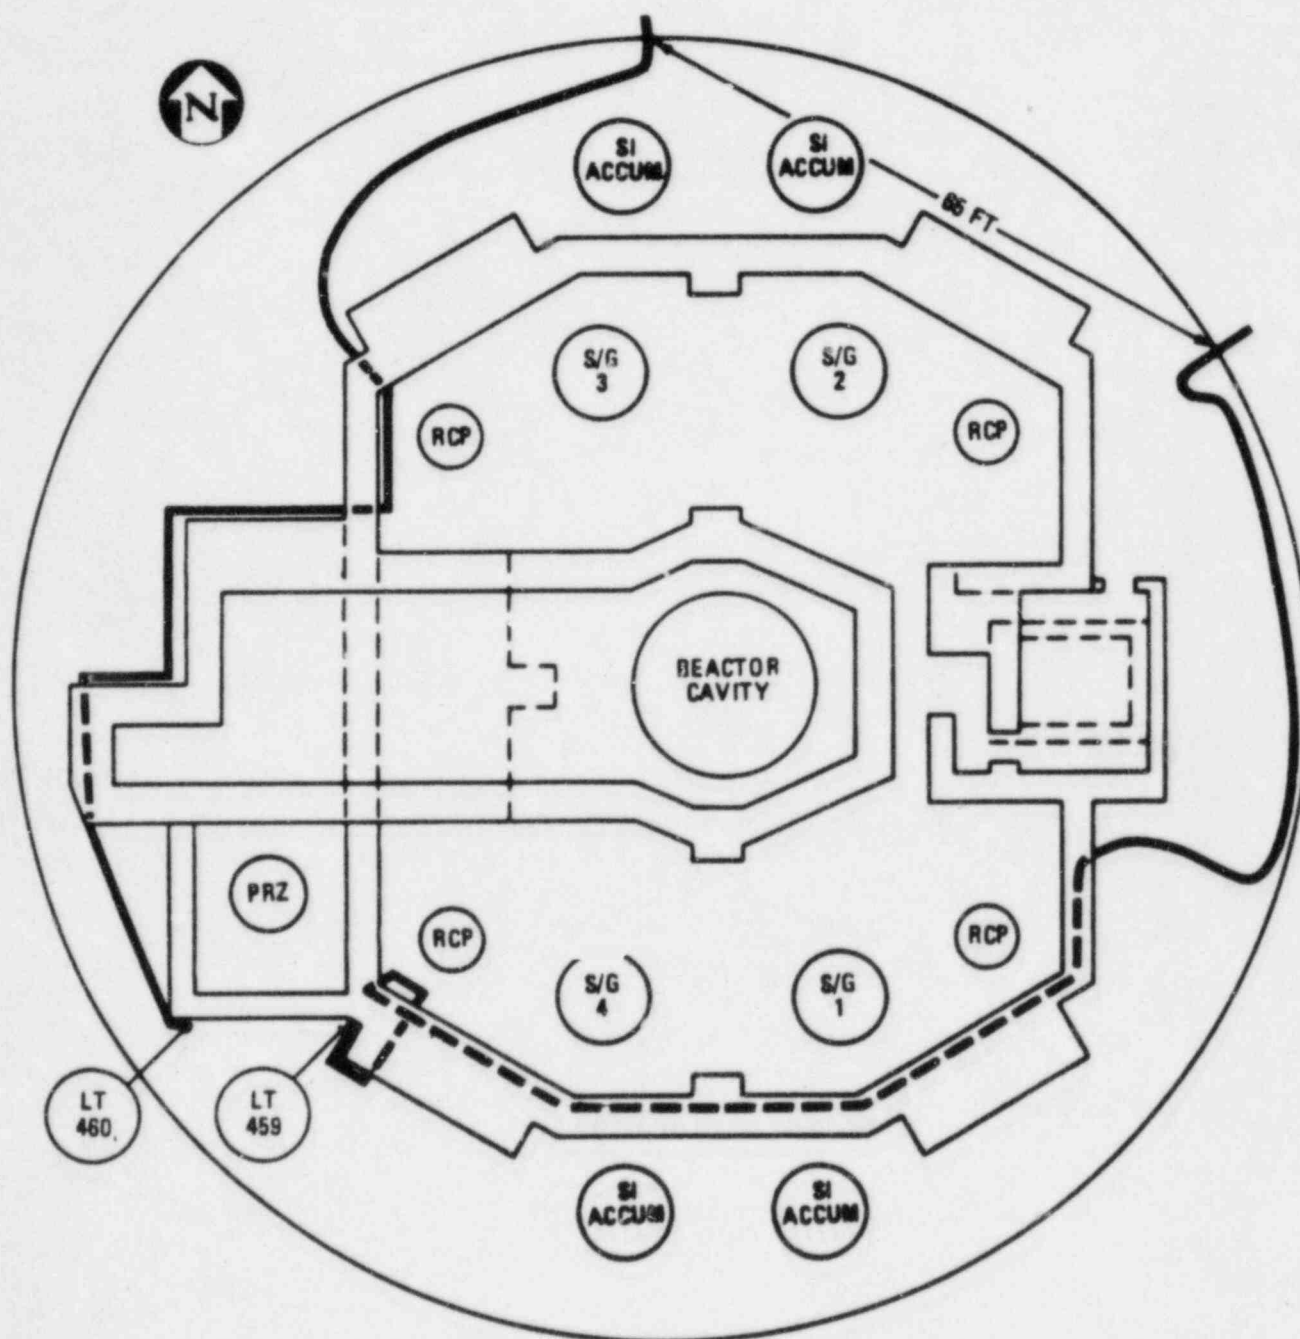 N
SI
ACCUM
SI
ACCUM
65 FT
S/G
3
S/G
2
RCP
RCP
REACTOR
CAVITY
PRZ
RCP
RCP
S/G
4
S/G
1
LT
460
LT
459
SI
ACCUM
SI
ACCUM